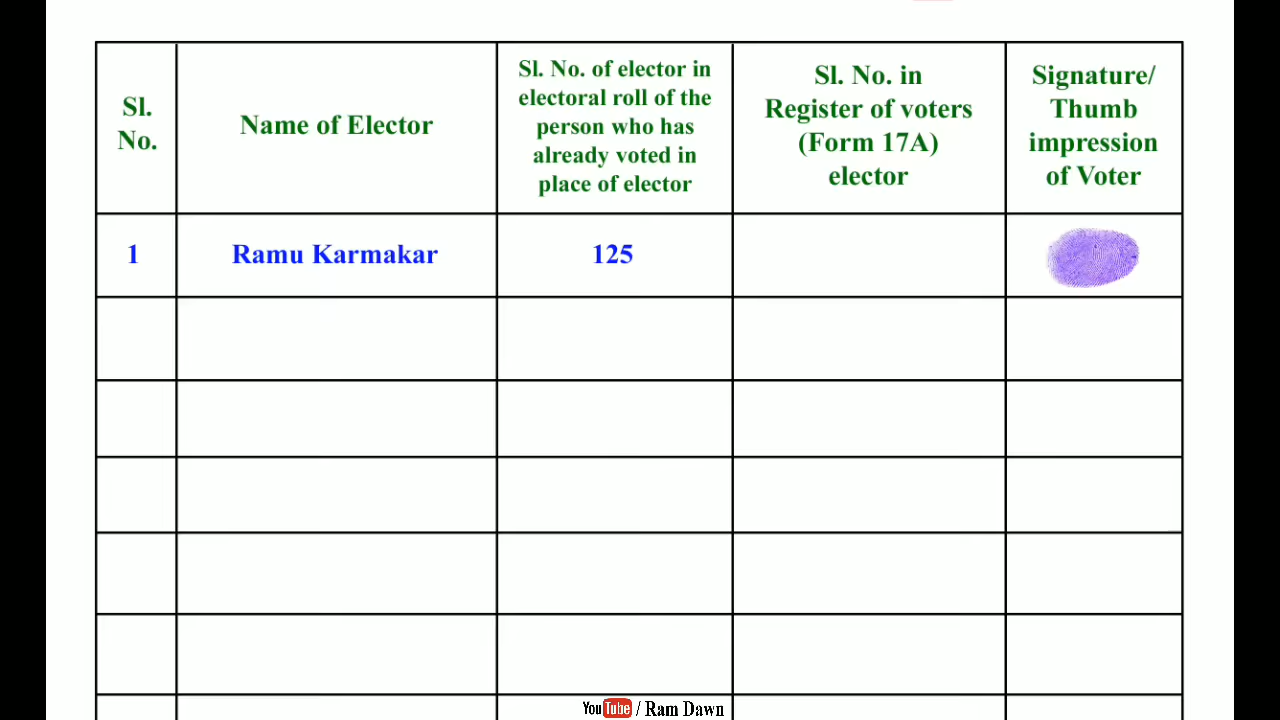 Sl.
No.
Name of Elector
Sl. No. of elector in
electoral roll of the
person who has
already voted in
place of elector
Sl. No. in
Register of voters
(Form 17A)
elector
Signature/
Thumb
impression
of Voter
1
Ramu Karmakar
125
YouTube / Ram Dawn